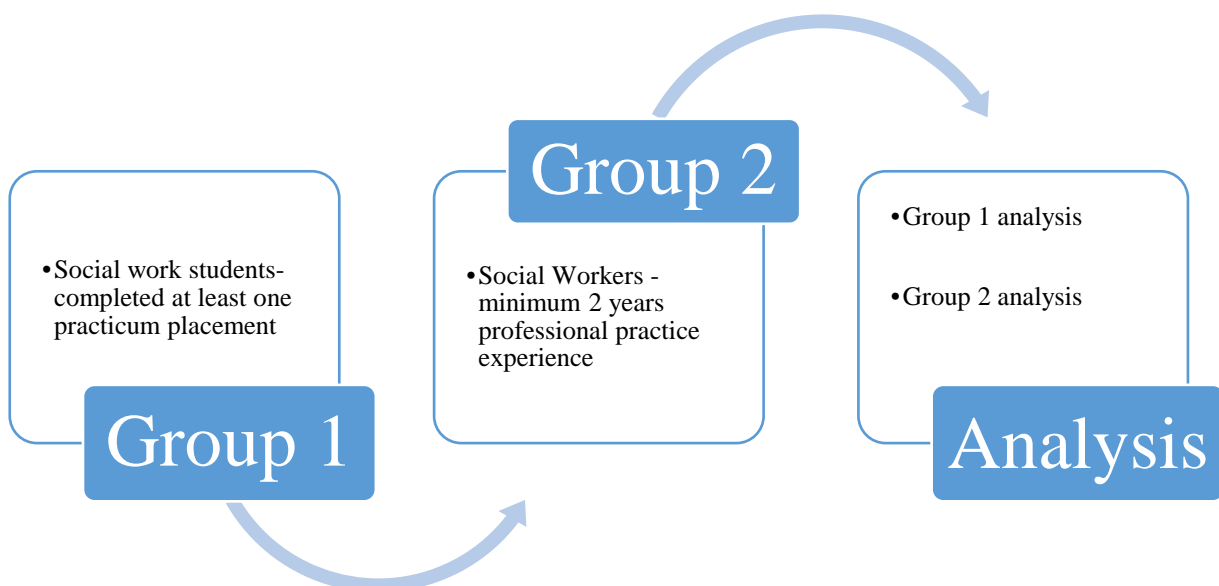 •Social work students-
completed at least one
practicum placement
Group 1
Group 2
•Social Workers -
minimum 2 years
professional practice
experience
•Group 1 analysis
•Group 2 analysis
Analysis